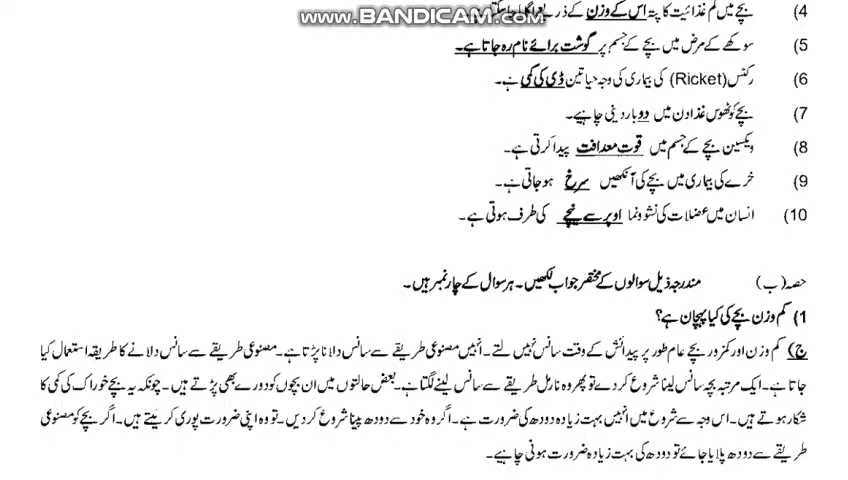 www.BANDICAM.com
4) بچے میں کم غذائیت کا پتہ اس کے وزن کے ذریعہ لگایا جا سکتا
5) سوکھے کے مرض میں بچے کے جسم پر گوشت برائے نام رہ جاتا ہے۔
6) رکٹس (Ricket) کی بیماری کی وجہ حیاتین ڈی کی کمی ہے۔
7) بچے کو ٹھوس غذا دن میں دو بار دینی چاہیے۔
8) ویکسین بچے کے جسم میں قوت معدافت پیدا کرتی ہے۔
9) خسرے کی بیماری میں بچے کی آنکھیں سرخ ہو جاتی ہے۔
10) انسان میں عضلات کی نشوونما اوپر سے نیچے کی طرف ہوتی ہے۔
حصہ (ب) مندرجہ ذیل سوالوں کے مختصر جواب لکھیں۔ ہر سوال کے چار نمبر ہیں۔
1) کم وزن بچے کی کیا پہچان ہے؟
ج) کم وزن اور کمزور بچے عام طور پر پیدائش کے وقت سانس نہیں لتے۔ انہیں مصنوعی طریقے سے سانس دلانا پڑتا ہے۔ مصنوعی طریقے سے سانس دلانے کا طریقہ استعمال کیا
جاتا ہے۔ ایک مرتبہ بچہ سانس لینا شروع کر دے تو پھر وہ نارمل طریقے سے سانس لینے لگتا ہے۔ بعض حالتوں میں ان بچوں کو دورے بھی پڑتے ہیں۔ چونکہ یہ بچے خوراک کی کمی کا
شکار ہوتے ہیں۔ اس وجہ سے شروع میں انہیں بہت زیادہ دودھ کی ضرورت ہے۔ اگر وہ خود سے دودھ پینا شروع کر دیں۔ تو وہ اپنی ضرورت پوری کر لیتے ہیں۔ اگر بچے کو مصنوعی
طریقے سے دودھ پلایا جائے تو دودھ کی بہت زیادہ ضرورت ہونی چاہیے۔